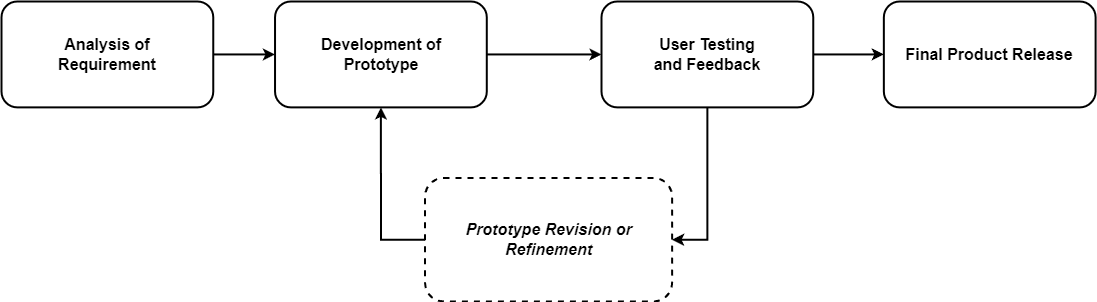 Analysis of
Requirement
Development of
Prototype
User Testing
and Feedback
Final Product Release
Prototype Revision or
Refinement